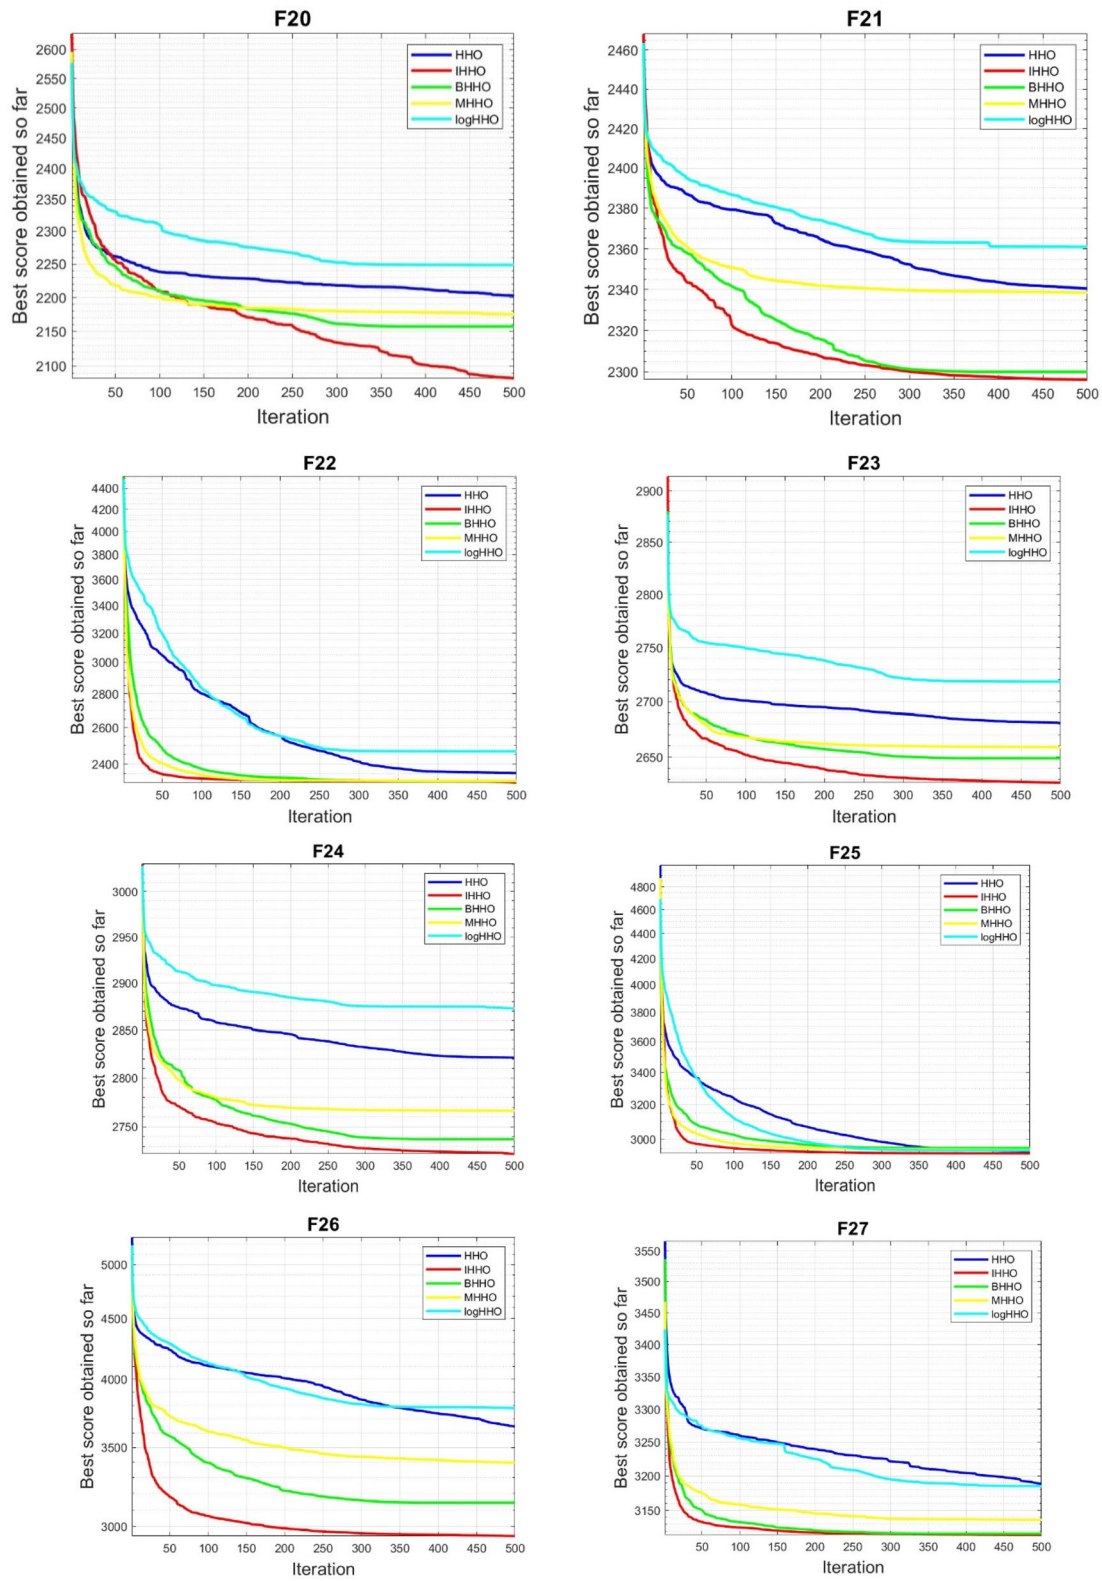 F20
Best score obtained so far
2600
2550
2500
2450
2400
2350
2300
2250
2200
2150
2100
HHO
IHHO
BHHO
MHHO
logHHO
50 100 150 200 250 300 350 400 450 500
Iteration
F21
Best score obtained so far
2460
2440
2420
2400
2380
2360
2340
2320
2300
HHO
IHHO
BHHO
MHHO
logHHO
50 100 150 200 250 300 350 400 450 500
Iteration
F22
Best score obtained so far
4400
4200
4000
3800
3600
3400
3200
3000
2800
2600
2400
HHO
IHHO
BHHO
MHHO
logHHO
50 100 150 200 250 300 350 400 450 500
Iteration
F23
Best score obtained so far
2900
2850
2800
2750
2700
2650
HHO
IHHO
BHHO
MHHO
logHHO
50 100 150 200 250 300 350 400 450 500
Iteration
F24
Best score obtained so far
3000
2950
2900
2850
2800
2750
HHO
IHHO
BHHO
MHHO
logHHO
50 100 150 200 250 300 350 400 450 500
Iteration
F25
Best score obtained so far
4800
4600
4400
4200
4000
3800
3600
3400
3200
3000
HHO
IHHO
BHHO
MHHO
logHHO
50 100 150 200 250 300 350 400 450 500
Iteration
F26
Best score obtained so far
5000
4500
4000
3500
3000
HHO
IHHO
BHHO
MHHO
logHHO
50 100 150 200 250 300 350 400 450 500
Iteration
F27
Best score obtained so far
3550
3500
3450
3400
3350
3300
3250
3200
3150
HHO
IHHO
BHHO
MHHO
logHHO
50 100 150 200 250 300 350 400 450 500
Iteration